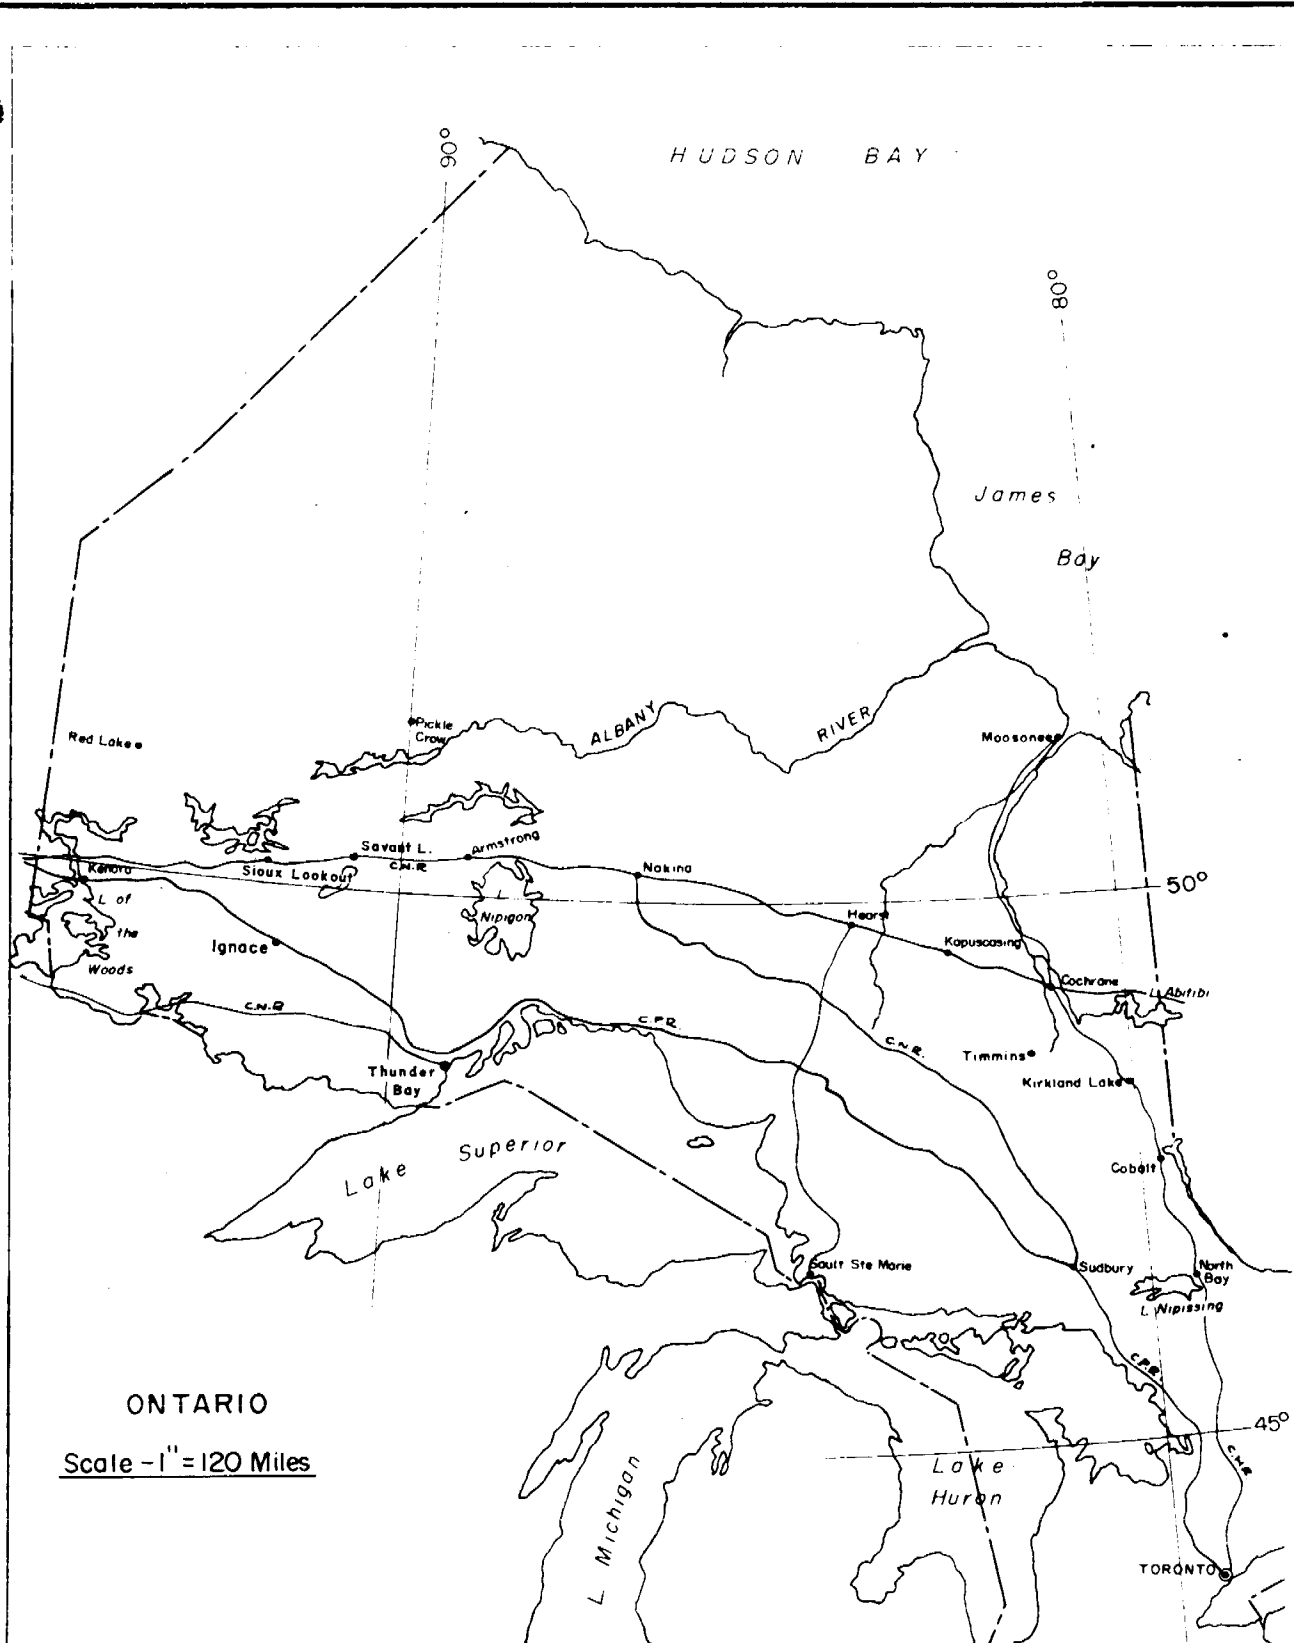 HUDSON BAY
90°
80°
James
Bay
Pickle
Crow
ALBANY RIVER
Red Lake
Moosonee
Savant L.
Armstrong
C.N.R
Kenora
Sioux Lookout
Nakina
50°
L of
the
Woods
L
Nipigon
Hearst
Ignace
Kapuscasing
Cochrane
L. Abitibi
C.N.R
C.P.R.
C.N.R.
Thunder
Bay
Timmins
Kirkland Lake
Lake Superior
Cobalt
Sault Ste Marie
Sudbury
North
Bay
L. Nipissing
C.P.R.
ONTARIO
Scale - 1" = 120 Miles
45°
C.N.R.
Lake
Huron
L Michigan
TORONTO